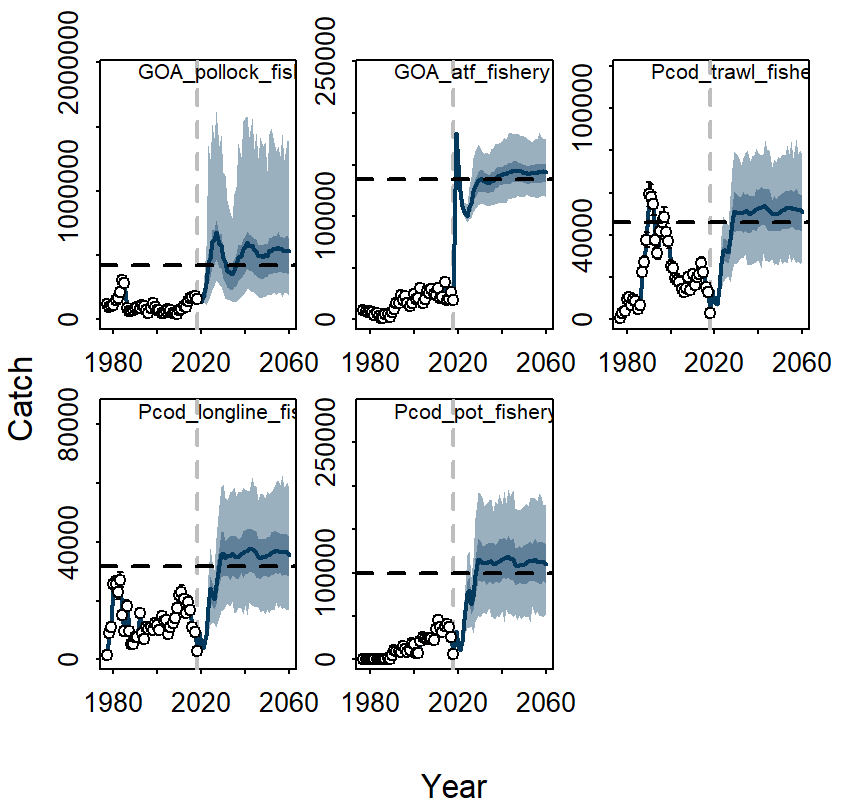 GOA_pollock_fis
GOA_atf_fishery
Pcod_trawl_fishe
2000000
1000000
0
250000
100000
0
100000
40000
0
1980 2020 2060
1980 2020 2060
1980 2020 2060
Catch
Pcod_longline_fis
Pcod_pot_fishery
80000
40000
0
250000
100000
0
1980 2020 2060
1980 2020 2060
Year